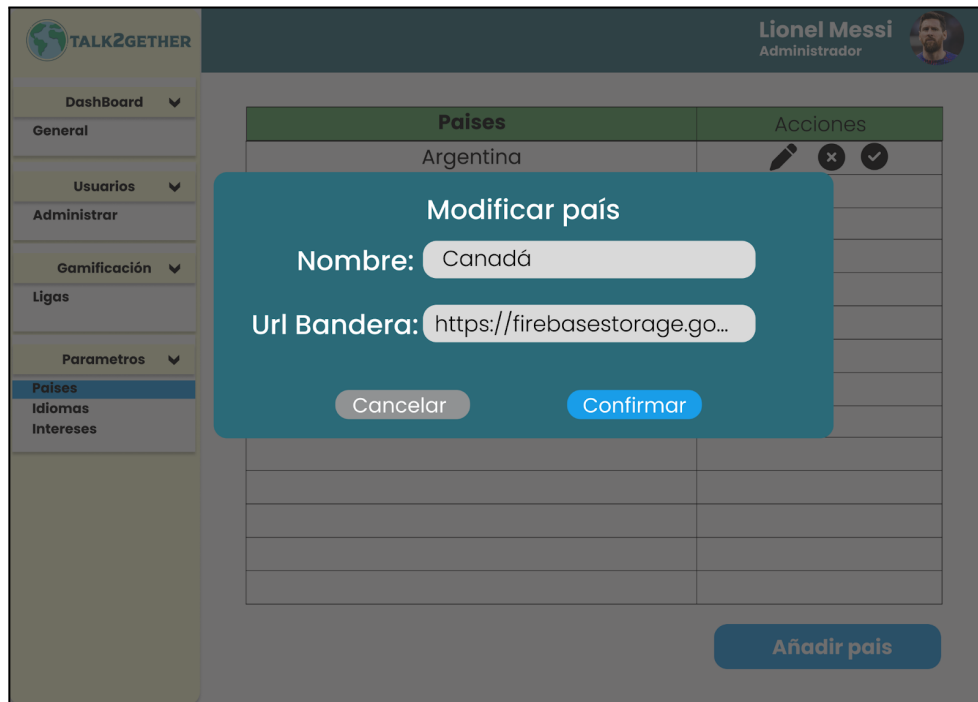 TALK2GETHER
Lionel Messi
Administrador
DashBoard
General
Usuarios
Administrar
Gamificación
Ligas
Parametros
Paises
Idiomas
Intereses
Paises Acciones
Argentina
Modificar país
Nombre: Canadá
Url Bandera: https://firebasestorage.go...
Cancelar Confirmar
Añadir pais